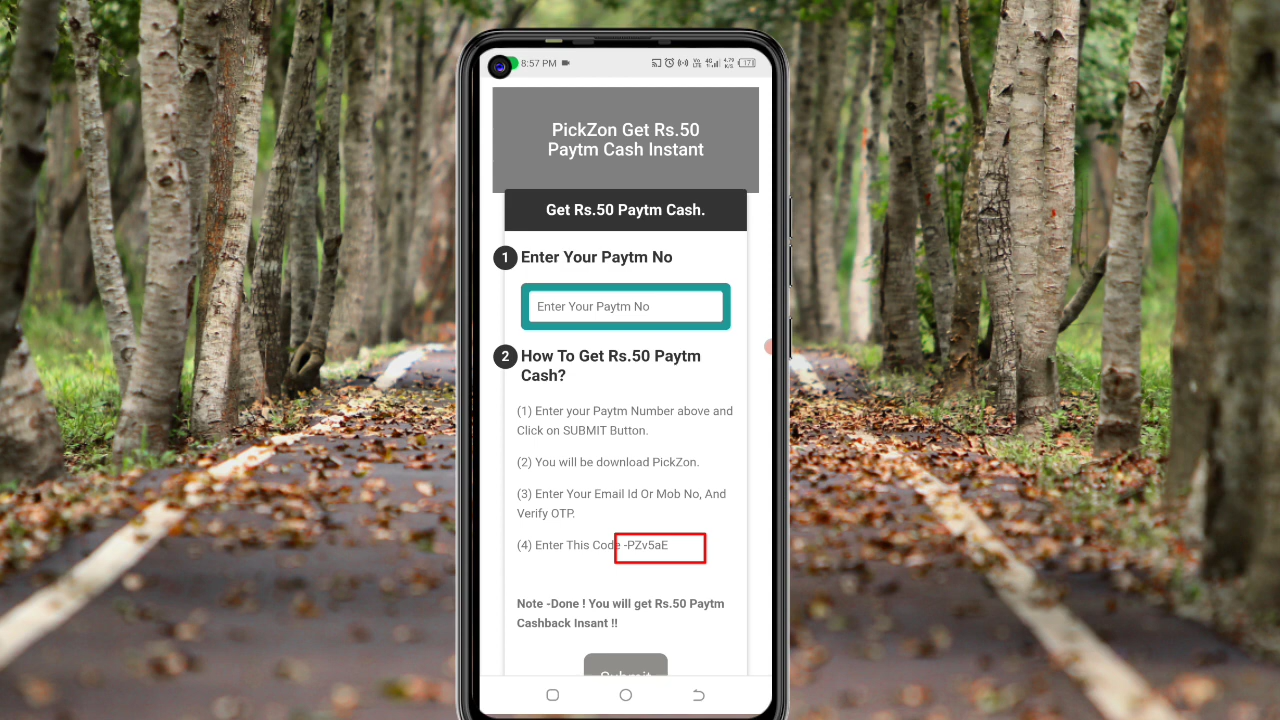 8:57 PM
PickZon Get Rs.50
Paytm Cash Instant
Get Rs.50 Paytm Cash.
1 Enter Your Paytm No
Enter Your Paytm No
2 How To Get Rs.50 Paytm
Cash?
(1) Enter your Paytm Number above and
Click on SUBMIT Button.
(2) You will be download PickZon.
(3) Enter Your Email Id Or Mob No, And
Verify OTP.
(4) Enter This Code -PZv5aE
Note -Done ! You will get Rs.50 Paytm
Cashback Insant !!
Submit